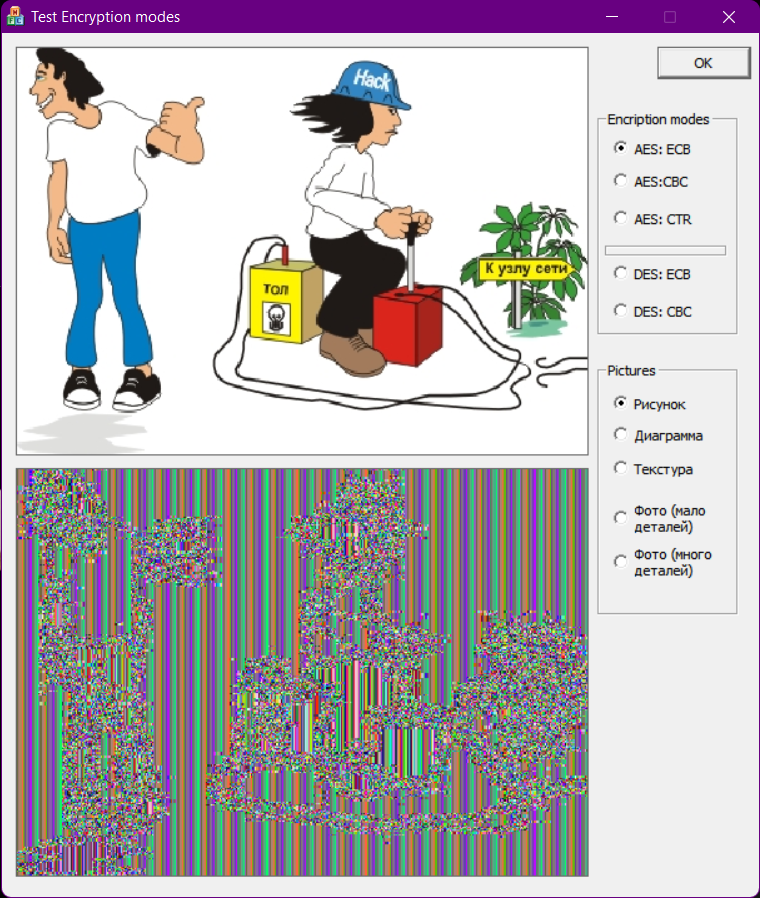 Test Encryption modes
Hack
К узлу сети
ТОЛ
OK
Encription modes
AES: ECB
AES:CBC
AES: CTR
DES: ECB
DES: CBC
Pictures
Рисунок
Диаграмма
Текстура
Фото (мало
деталей)
Фото (много
деталей)